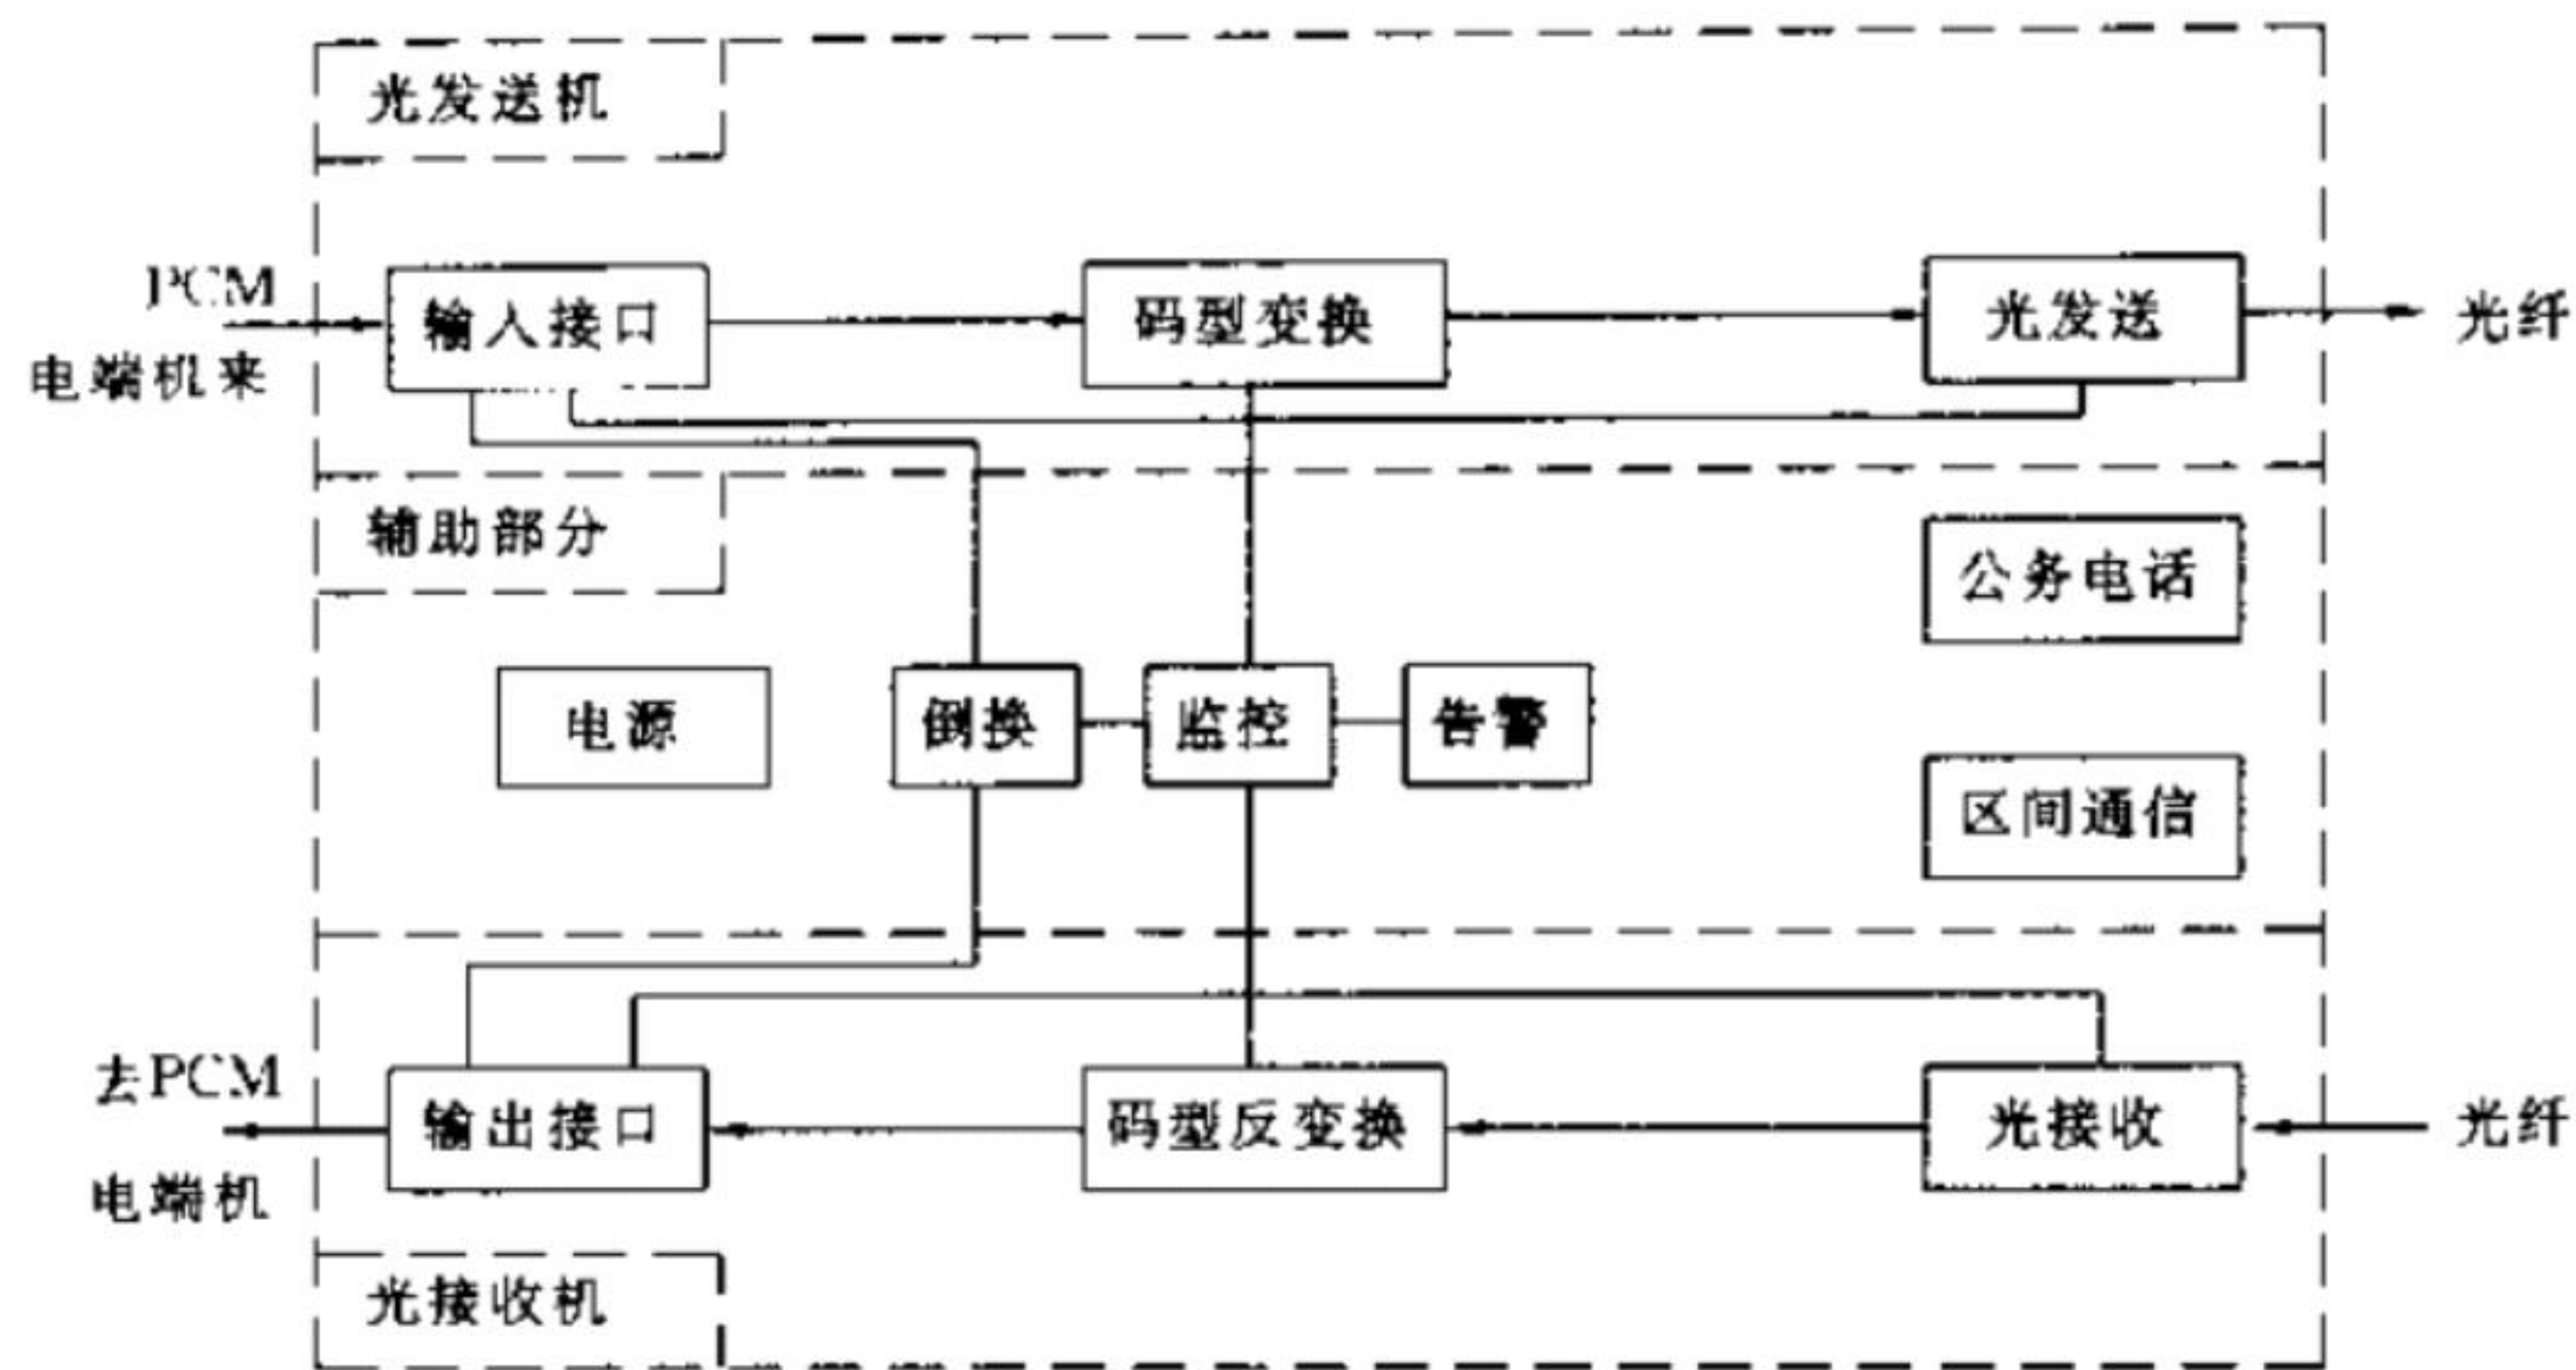 光发送机
PCM
电端机来
输入接口
码型变换
光发送
光纤
辅助部分
公务电话
电源
倒换
监控
告警
区间通信
去PCM
电端机
输出接口
码型反变换
光接收
光纤
光接收机